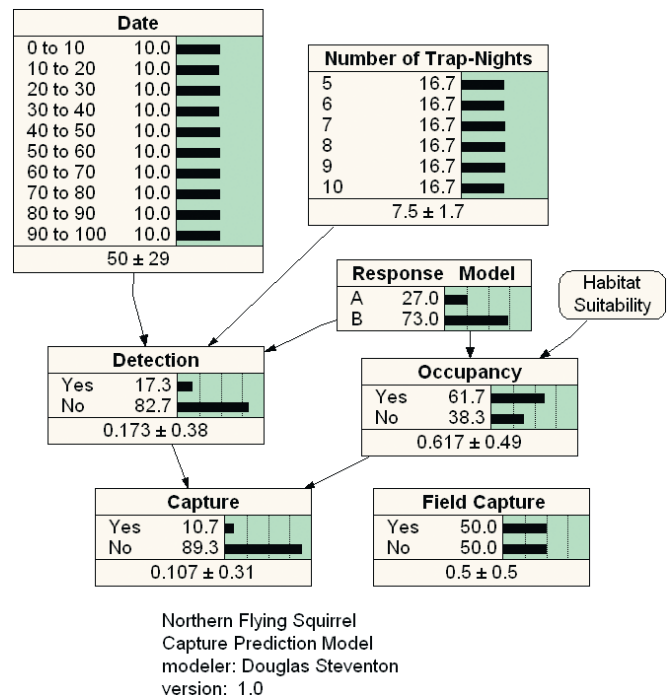 Date
0 to 10 10.0
10 to 20 10.0
20 to 30 10.0
30 to 40 10.0
40 to 50 10.0
50 to 60 10.0
60 to 70 10.0
70 to 80 10.0
80 to 90 10.0
90 to 100 10.0
50 ± 29
Number of Trap-Nights
5 16.7
6 16.7
7 16.7
8 16.7
9 16.7
10 16.7
7.5 ± 1.7
Response Model
A 27.0
B 73.0
Habitat
Suitability
Detection
Yes 17.3
No 82.7
0.173 ± 0.38
Occupancy
Yes 61.7
No 38.3
0.617 ± 0.49
Capture
Yes 10.7
No 89.3
0.107 ± 0.31
Field Capture
Yes 50.0
No 50.0
0.5 ± 0.5
Northern Flying Squirrel
Capture Prediction Model
modeler: Douglas Steventon
version: 1.0